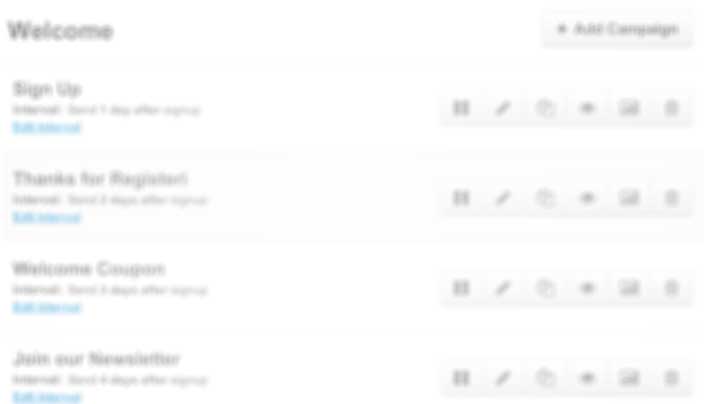 Welcome
+ Add Campaign
Sign Up
Interval: Send 1 day after signup
Edit Interval
Thanks for Register!
Interval: Send 2 days after signup
Edit Interval
Welcome Coupon
Interval: Send 3 days after signup
Edit Interval
Join our Newsletter
Interval: Send 4 days after signup
Edit Interval